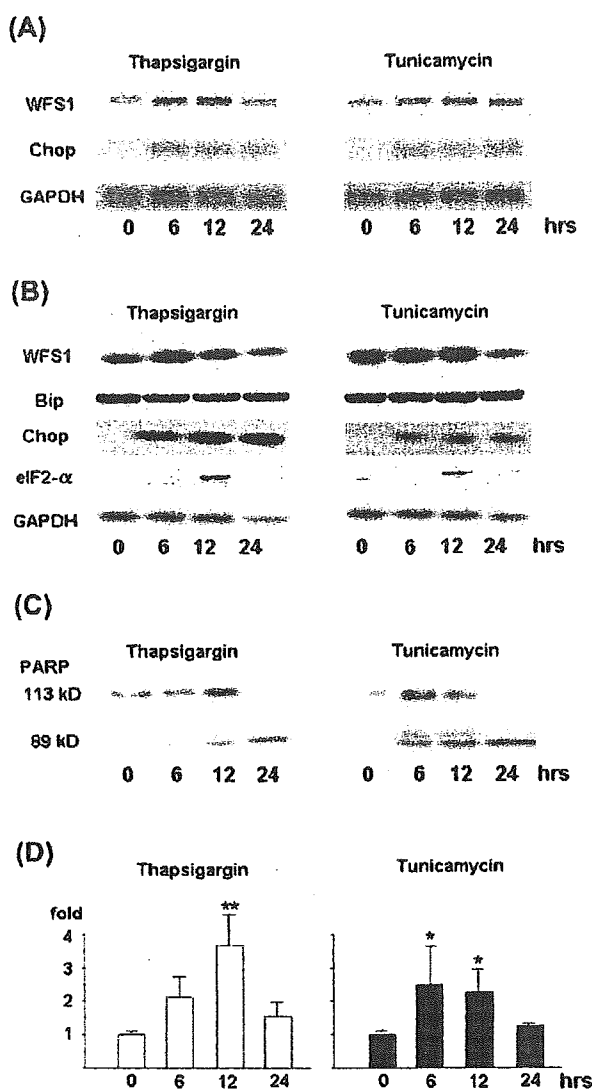 (A)
Thapsigargin Tunicamycin
WFS1
Chop
GAPDH
0 6 12 24 0 6 12 24 hrs
(B)
Thapsigargin Tunicamycin
WFS1
Bip
Chop
eIF2-α
GAPDH
0 6 12 24 0 6 12 24 hrs
(C)
Thapsigargin Tunicamycin
PARP
113 kD
89 kD
0 6 12 24 0 6 12 24 hrs
(D)
Thapsigargin Tunicamycin
fold
** * *
4
3
2
1
0 6 12 24 0 6 12 24 hrs